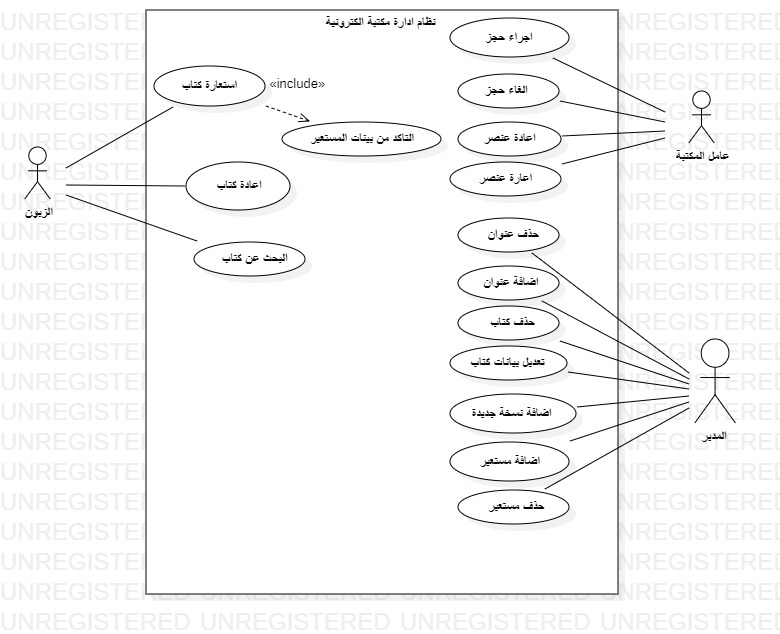 نظام ادارة مكتبة الكترونية
اجراء حجز
استعارة كتاب
«include»
الغاء حجز
التاكد من بينات المستعير
اعادة عنصر
عامل المكتبة
اعادة كتاب
اعارة عنصر
الزبون
حذف عنوان
البحث عن كتاب
اضافة عنوان
حذف كتاب
تعديل بيانات كتاب
اضافة نسخة جديدة
المدير
اضافة مستعير
حذف مستعير
UNREGISTERED UNREGISTERED UNREGISTERED UNREGISTERED